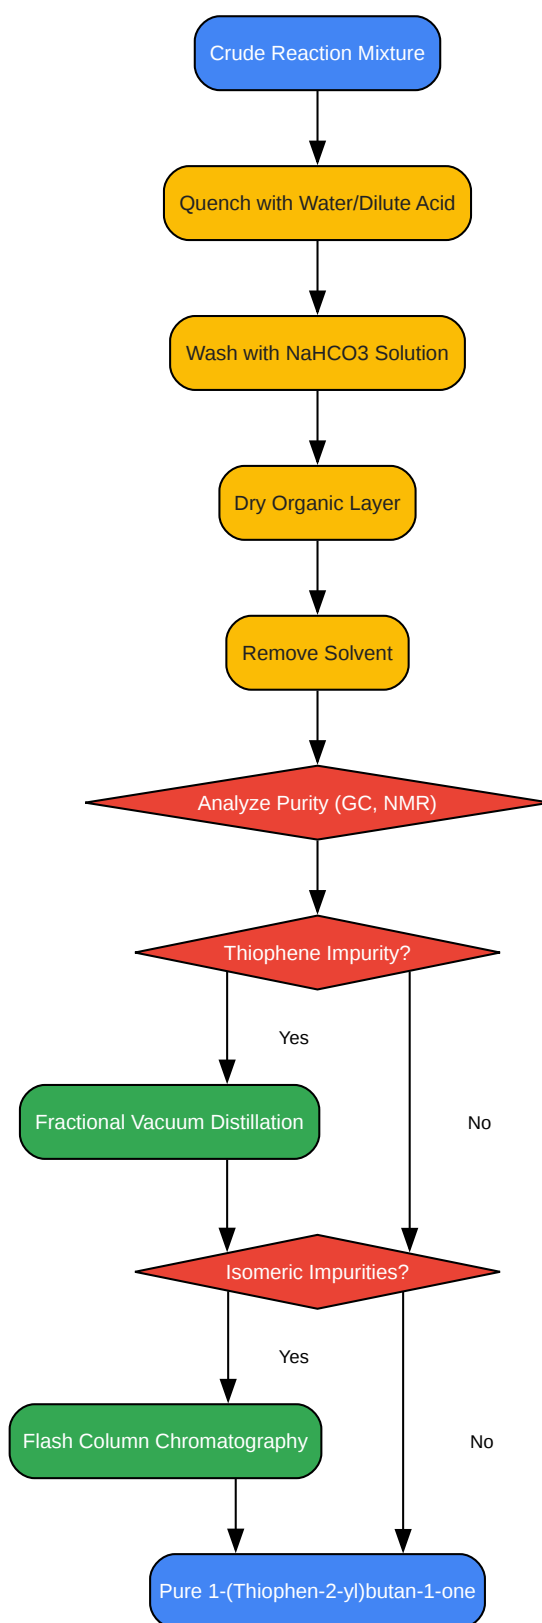 Crude Reaction Mixture
Quench with Water/Dilute Acid
Wash with NaHCO3 Solution
Dry Organic Layer
Remove Solvent
Analyze Purity (GC, NMR)
Thiophene Impurity?
Yes
Fractional Vacuum Distillation
No
Isomeric Impurities?
Yes
Flash Column Chromatography
No
Pure 1-(Thiophen-2-yl)butan-1-one